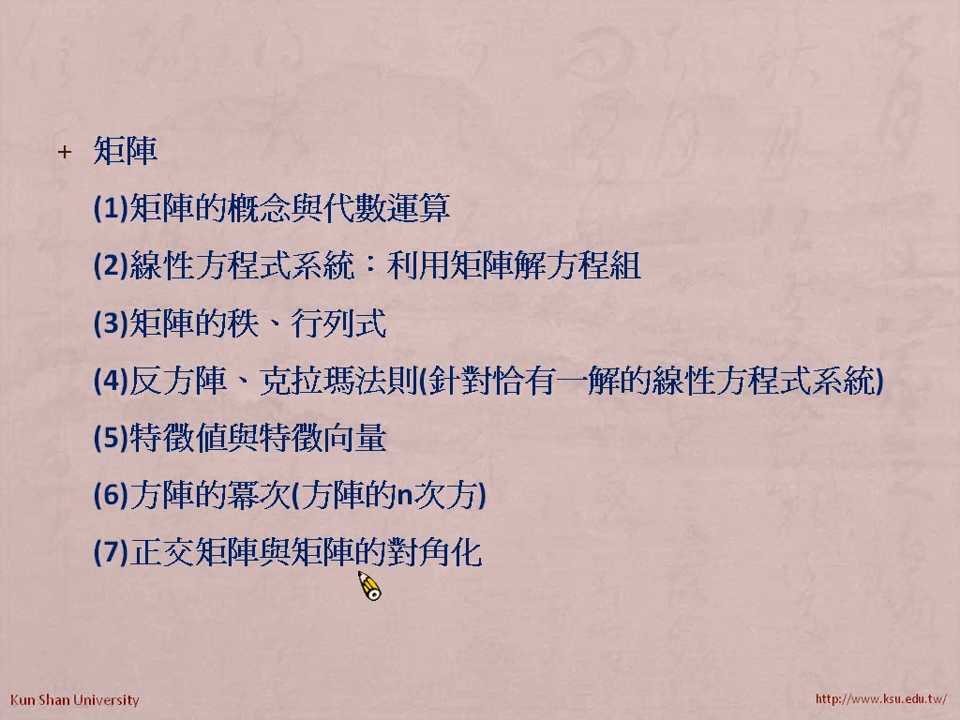 + 矩陣
(1)矩陣的概念與代數運算
(2)線性方程式系統：利用矩陣解方程組
(3)矩陣的秩、行列式
(4)反方陣、克拉瑪法則(針對恰有一解的線性方程式系統)
(5)特徵值與特徵向量
(6)方陣的冪次(方陣的n次方)
(7)正交矩陣與矩陣的對角化
Kun Shan University
http://www.ksu.edu.tw/